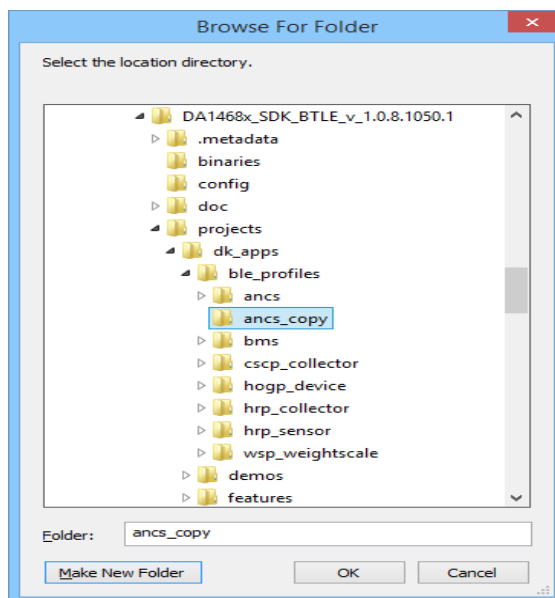 Browse For Folder
Select the location directory.
DA1468x_SDK_BTLE_v_1.0.8.1050.1
.metadata
binaries
config
doc
projects
dk_apps
ble_profiles
ancs
ancs_copy
bms
cscp_collector
hogp_device
hrp_collector
hrp_sensor
wsp_weightscale
demos
features
Folder: ancs_copy
Make New Folder OK Cancel